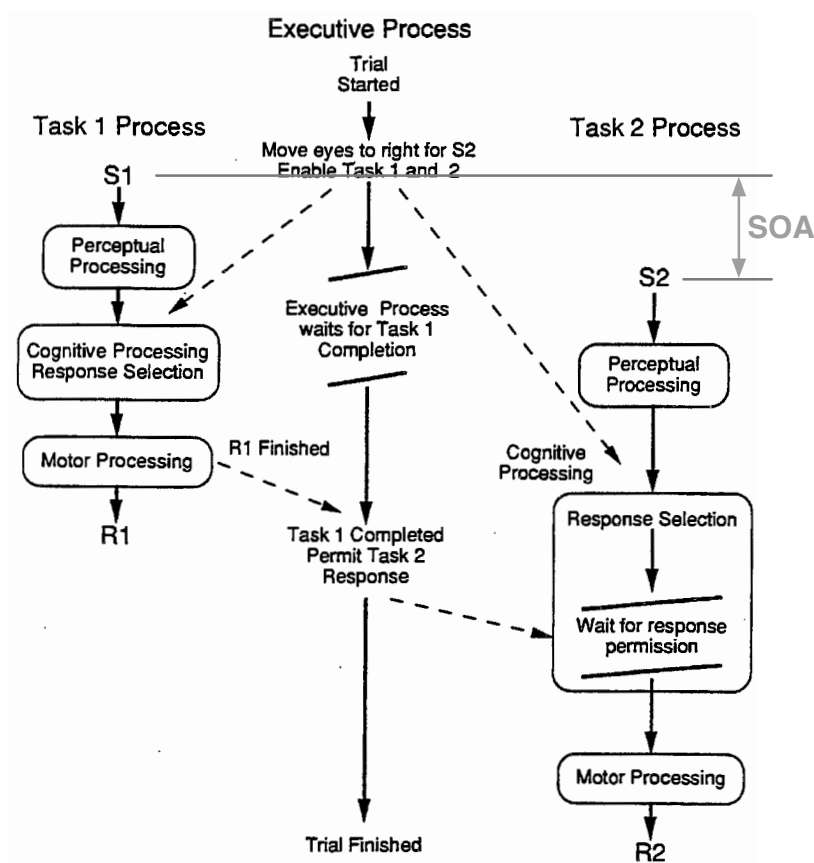 Executive Process
Trial
Started
Task 1 Process
Task 2 Process
Move eyes to right for S2
Enable Task 1 and 2
S1
SOA
Perceptual
Processing
S2
Executive Process
waits for Task 1
Completion
Cognitive Processing
Response Selection
Perceptual
Processing
R1 Finished
Motor Processing
Cognitive
Processing
R1
Task 1 Completed
Permit Task 2
Response
Response Selection
Wait for response
permission
Motor Processing
Trial Finished
R2